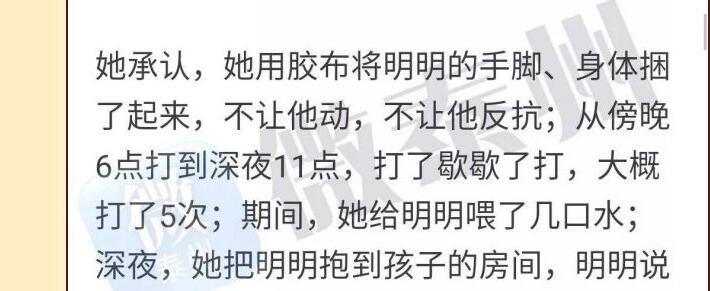 她承认，她用胶布将明明的手脚、身体捆
了起来，不让他动，不让他反抗；从傍晚
6点打到深夜11点，打了歇歇了打，大概
打了5次；期间，她给明明喂了几口水；
深夜，她把明明抱到孩子的房间，明明说
微泰州
微
泰州